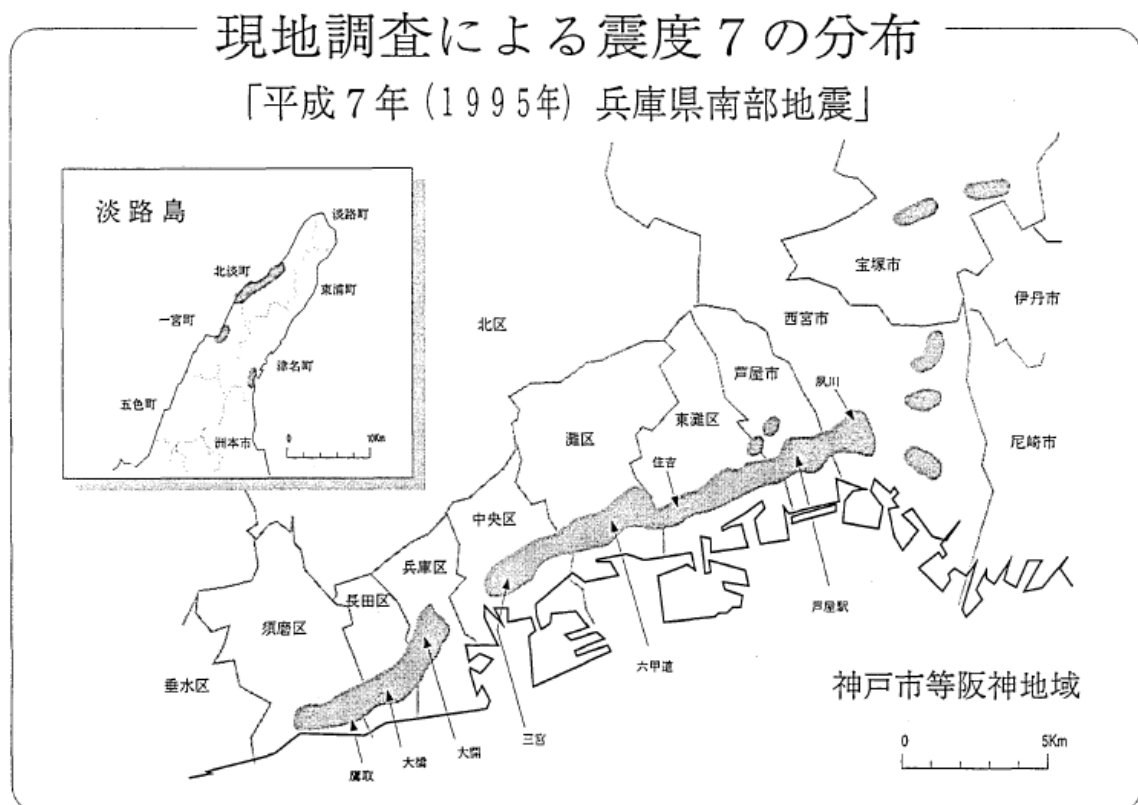 現地調査による震度7の分布
「平成7年(1995年) 兵庫県南部地震」
淡路島
淡路町
北淡町
東浦町
一宮町
津名町
五色町
洲本市
0 10Km
宝塚市
伊丹市
北区
西宮市
芦屋市
夙川
東灘区
灘区
住吉
尼崎市
中央区
兵庫区
長田区
須磨区
芦屋駅
六甲道
垂水区
神戸市等阪神地域
三宮
大開
大橋
鷹取
0 5Km